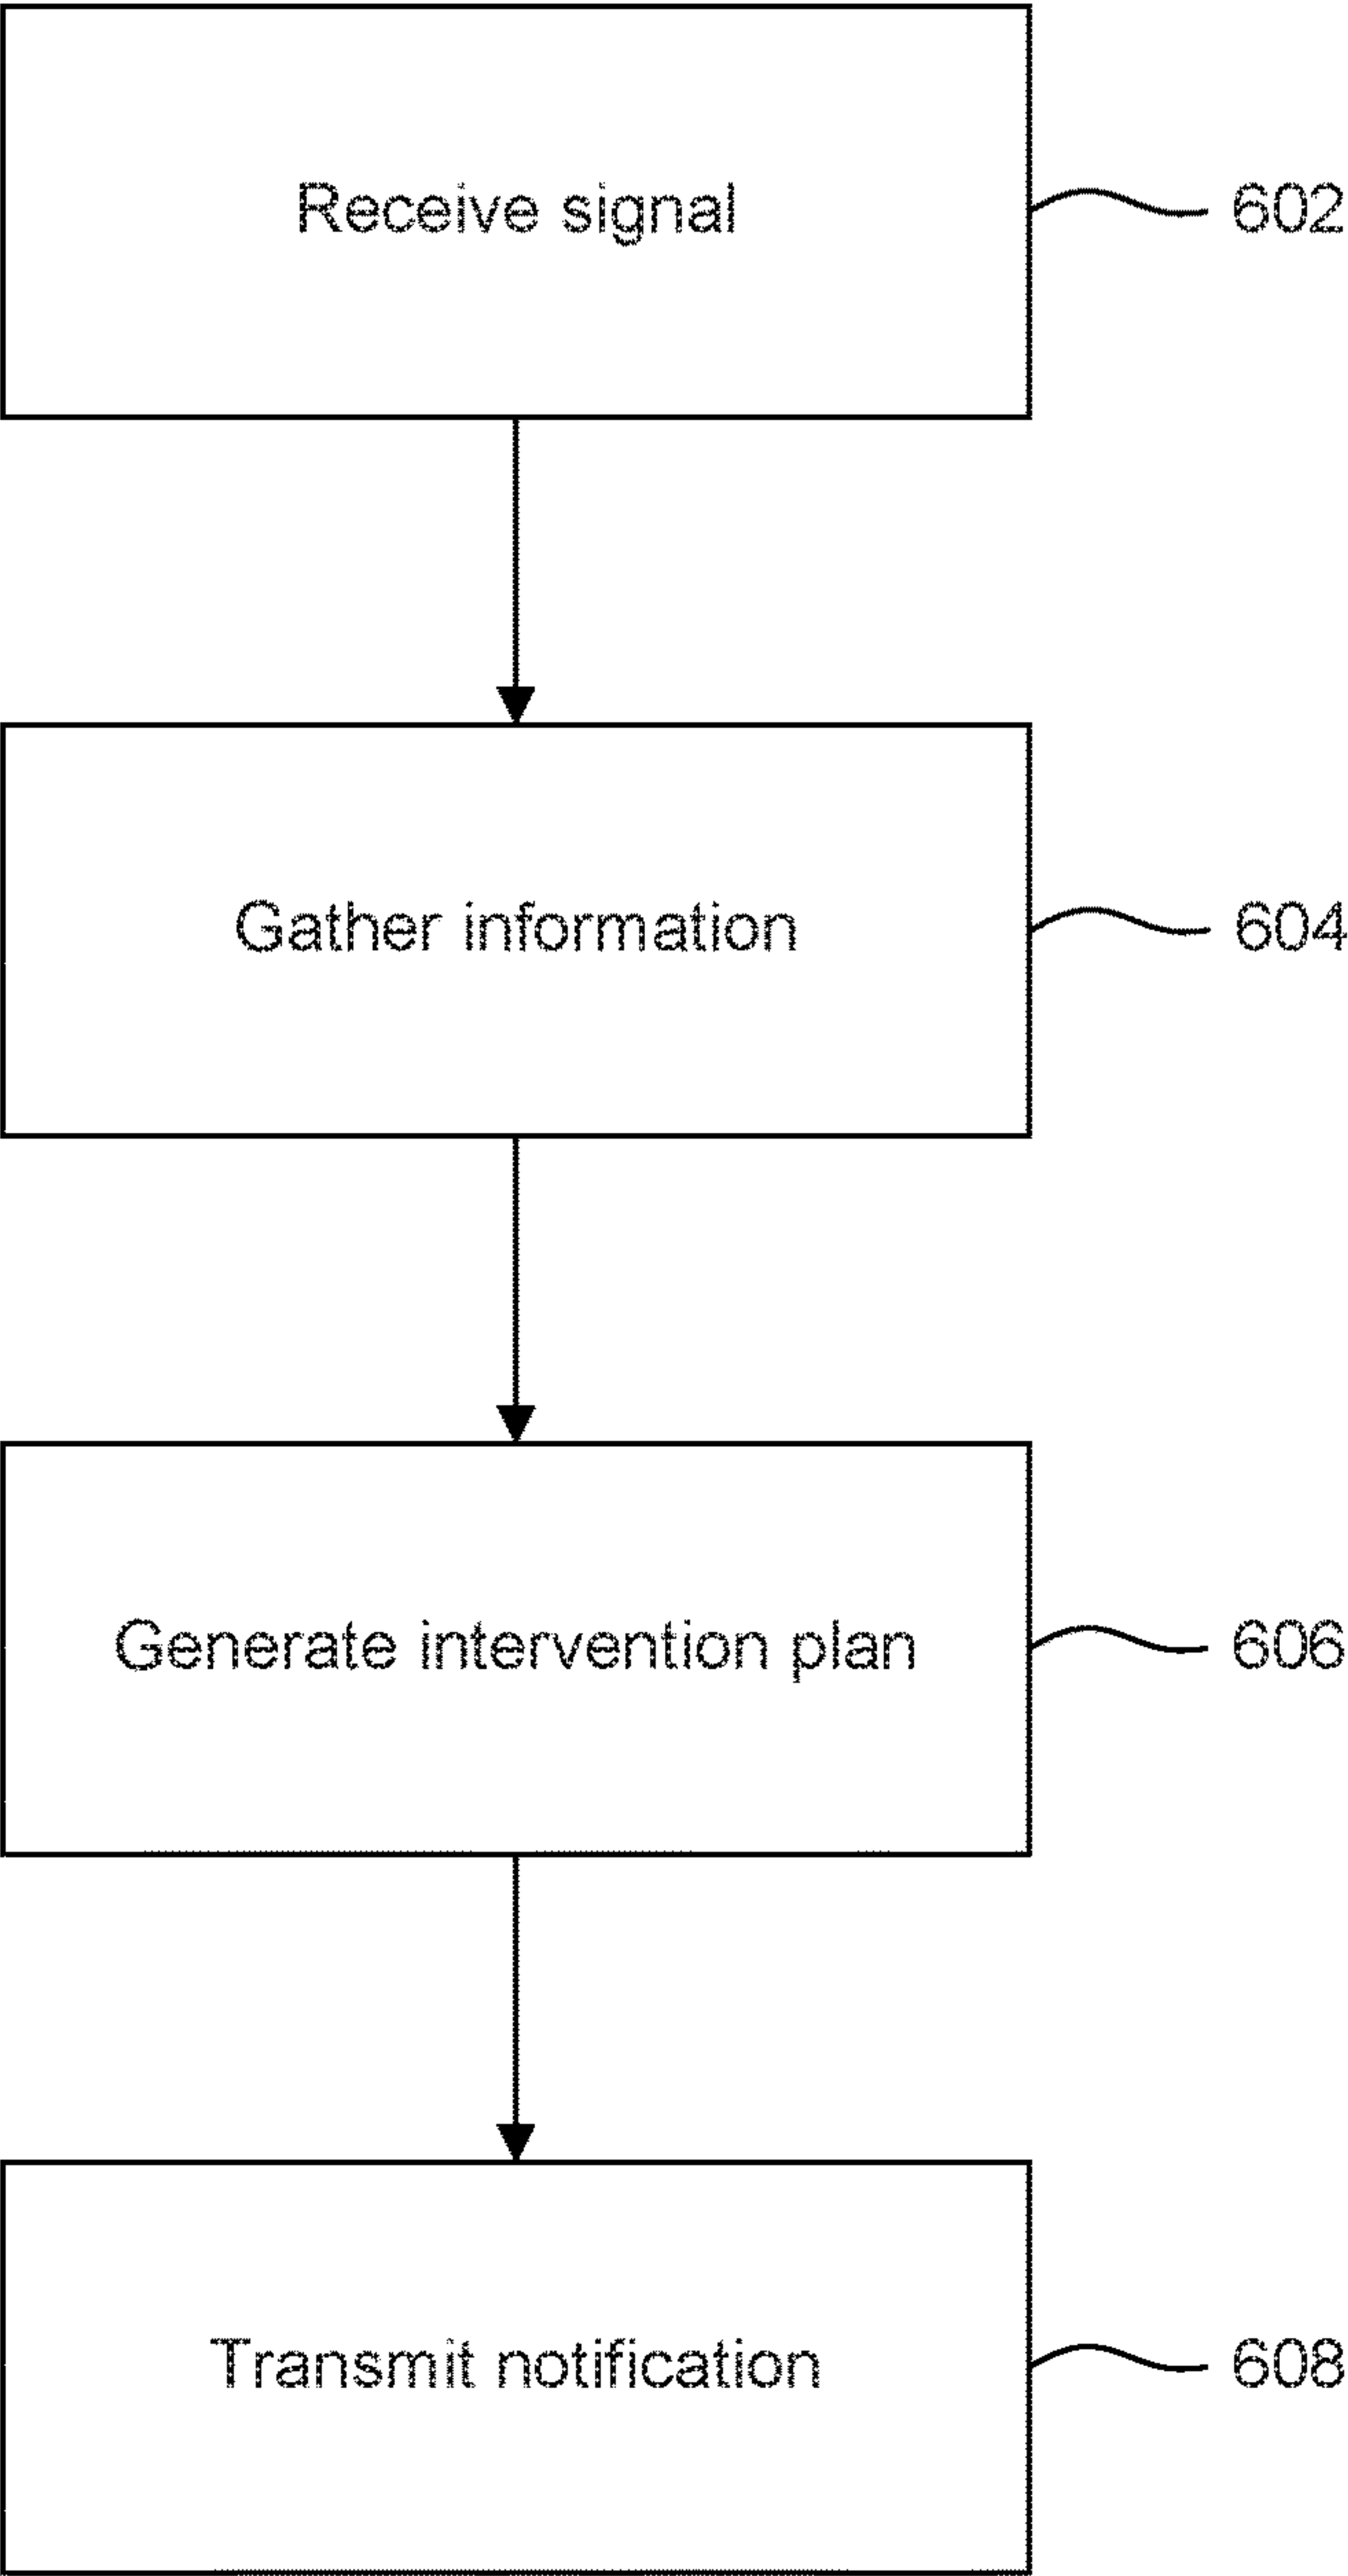 Receive signal
602
Gather information
604
Generate intervention plan
606
Transmit notification
608